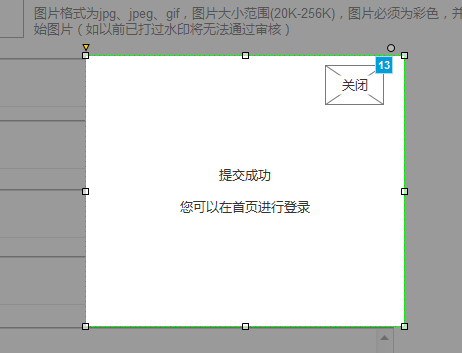 图片格式为jpg、jpeg、gif，图片大小范围(20K-256K)，图片必须为彩色，并
始图片（如以前已打过水印将无法通过审核）
13
关闭
提交成功
您可以在首页进行登录